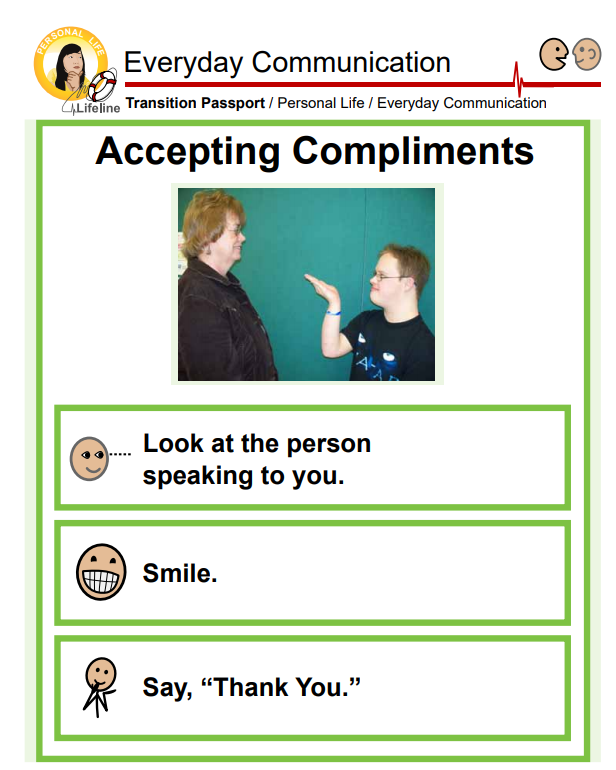 PERSONAL LIFE
Lifeline
Everyday Communication
Transition Passport / Personal Life / Everyday Communication
Accepting Compliments
Look at the person
speaking to you.
Smile.
Say, “Thank You.”